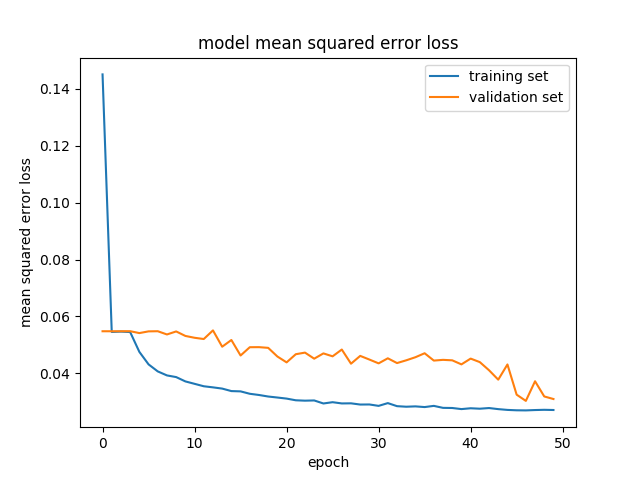 model mean squared error loss
training set
validation set
0.14
0.12
0.10
0.08
0.06
0.04
mean squared error loss
0 10 20 30 40 50
epoch